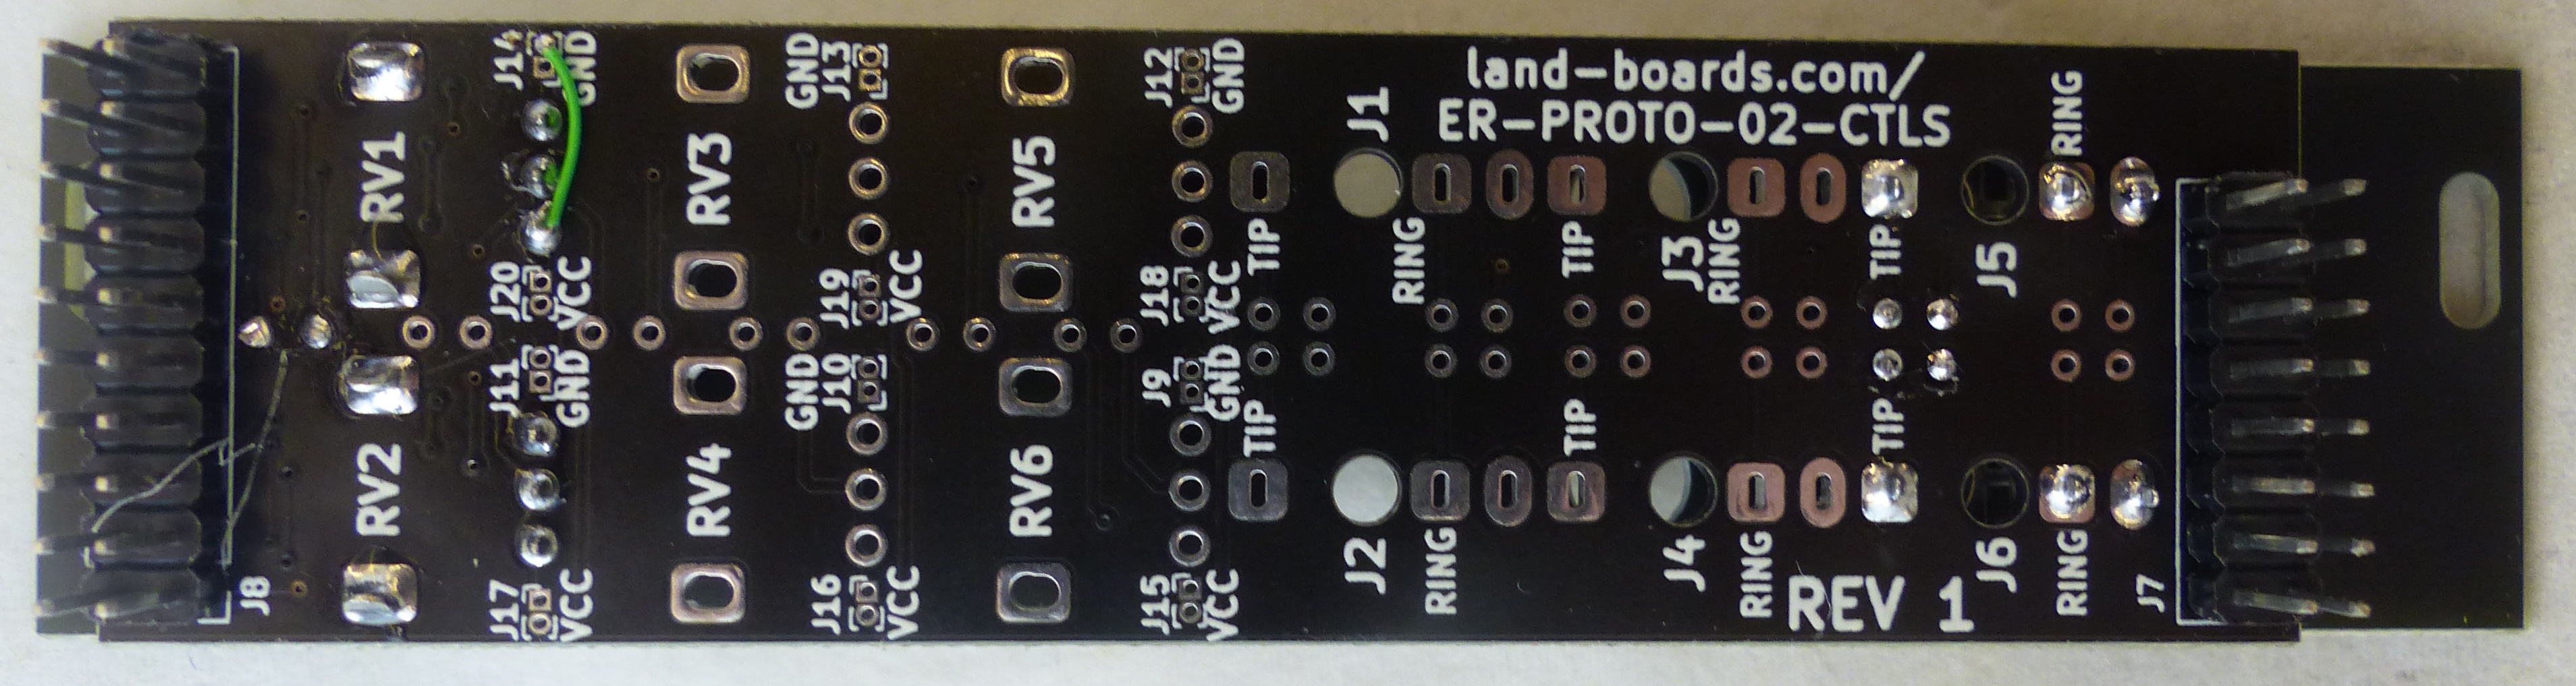 land-boards.com/
ER-PROTO-02-CTLS
J14
GND
GND
J13
J12
GND
J1
RING
RV1
RV3
RV5
TIP
RING
TIP
J3
RING
TIP
J5
J20
VCC
J19
VCC
J18
VCC
J11
GND
GND
J10
J9
GND
TIP
TIP
TIP
RV2
RV4
RV6
J8
J17
VCC
J16
VCC
J15
VCC
J2
RING
J4
RING
REV 1
J6
RING
J7